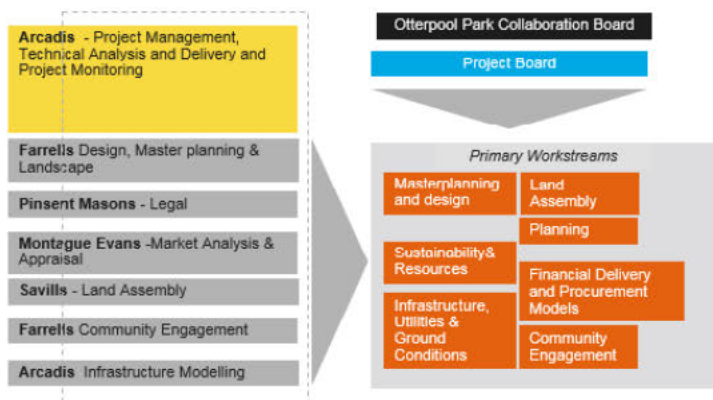 Arcadis - Project Management,
Technical Analysis and Delivery and
Project Monitoring
Farrells Design, Master planning &
Landscape
Pinsent Masons - Legal
Montague Evans -Market Analysis &
Appraisal
Savills - Land Assembly
Farrells Community Engagement
Arcadis Infrastructure Modelling
Otterpool Park Collaboration Board
Project Board
Primary Workstreams
Masterplanning
and design
Land
Assembly
Planning
Sustainability&
Resources
Financial Delivery
and Procurement
Models
Infrastructure,
Utilities &
Ground
Conditions
Community
Engagement